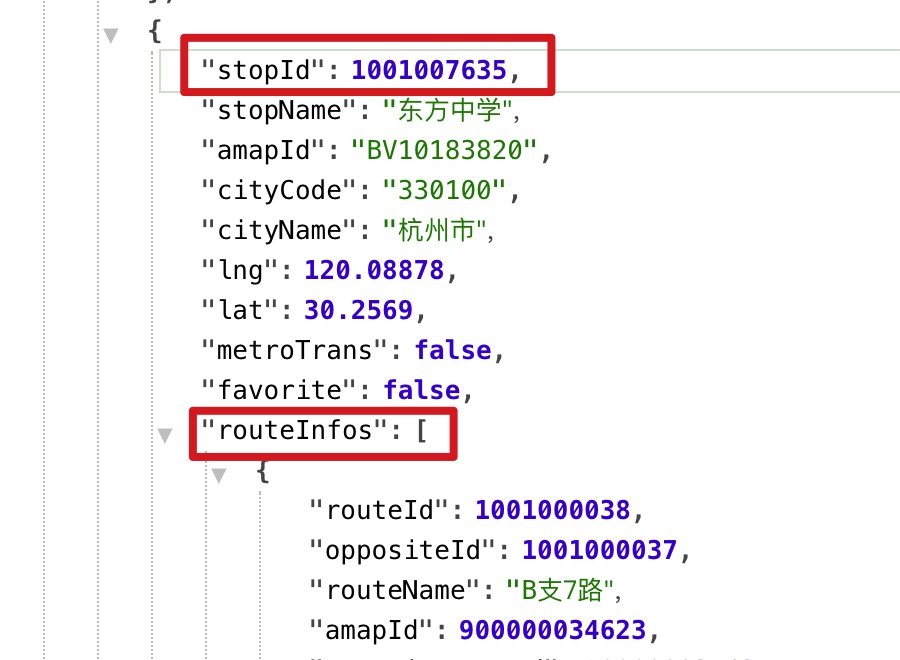 {
"stopId": 1001007635,
"stopName": "东方中学",
"amapId": "BV10183820",
"cityCode": "330100",
"cityName": "杭州市",
"lng": 120.08878,
"lat": 30.2569,
"metroTrans": false,
"favorite": false,
"routeInfos": [
{
"routeId": 1001000038,
"oppositeId": 1001000037,
"routeName": "B支7路",
"amapId": 900000034623,